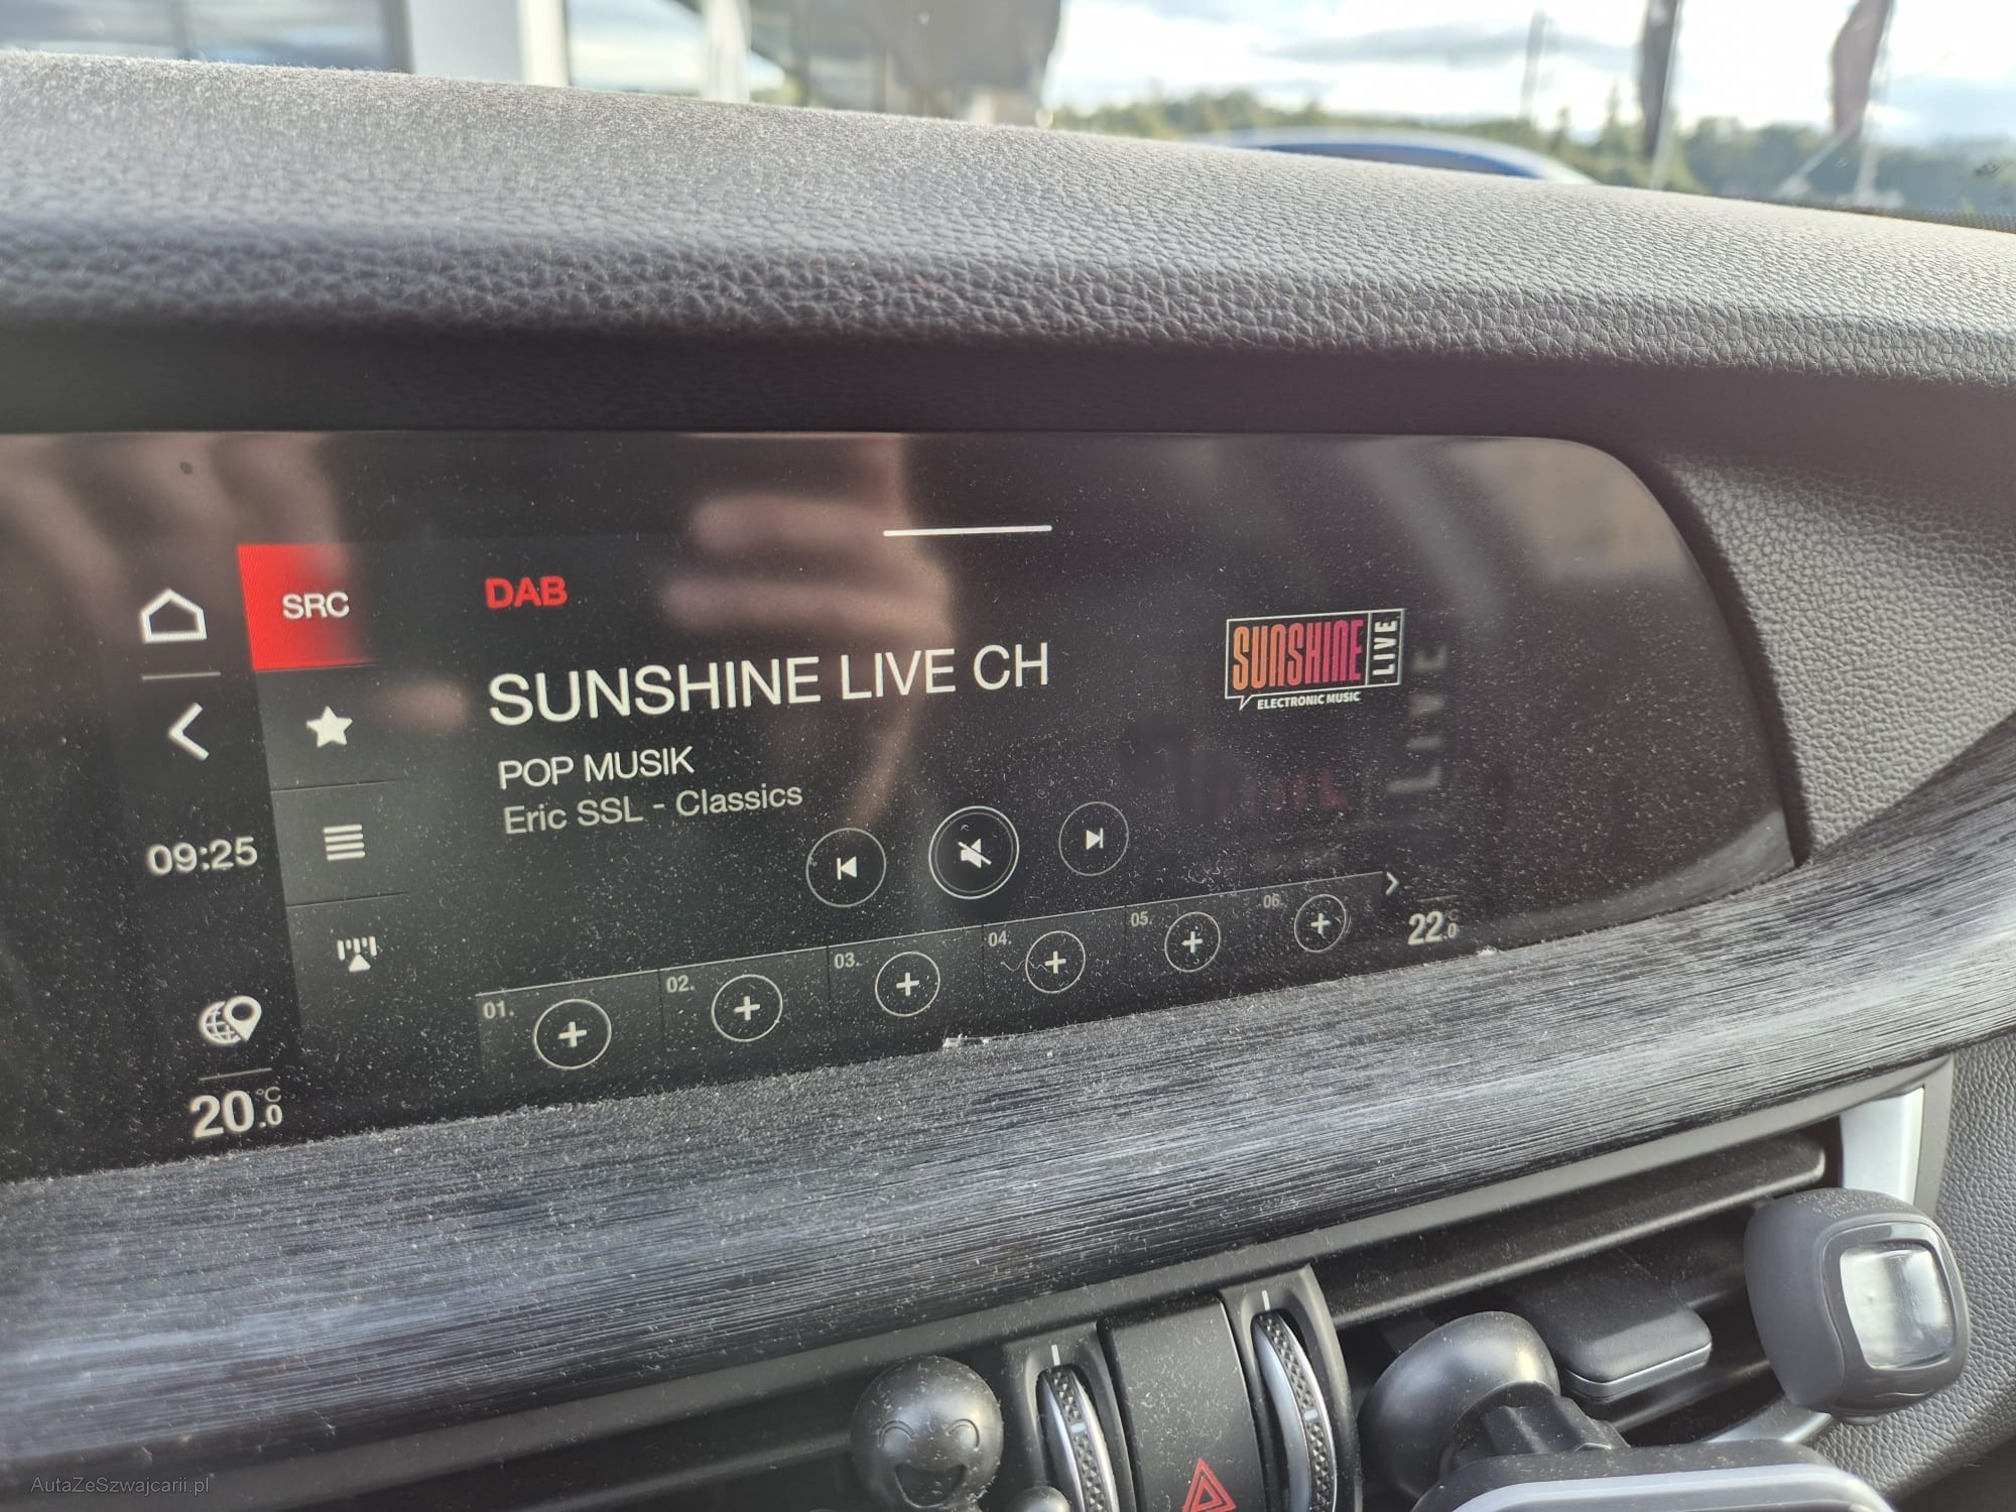 SRC
DAB
SUNSHINE LIVE CH
POP MUSIK
Eric SSL - Classics
SUNSHINE LIVE
ELECTRONIC MUSIC
09:25
01.
02.
03.
04.
05.
06.
20.0 °C
22.0 °C
AutaZeSzwajcarii.pl